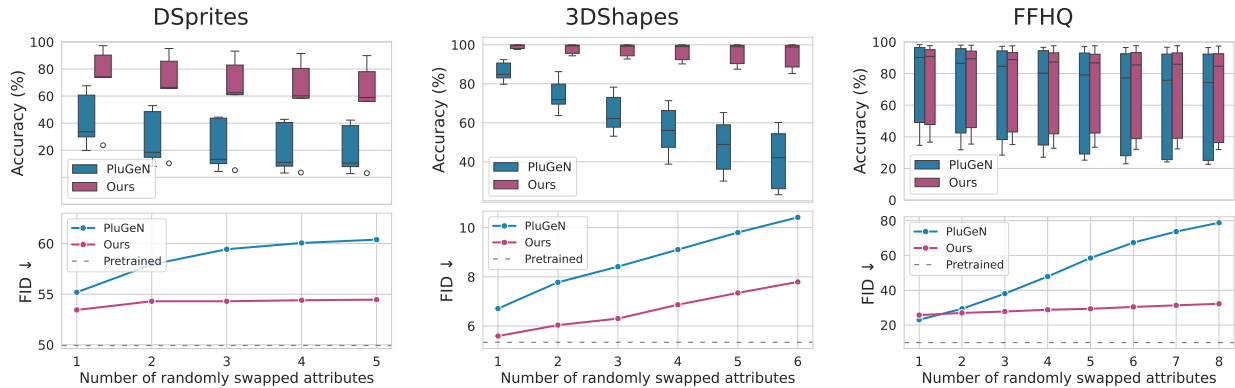 DSprites
Accuracy (%)
100
80
60
40
20
PluGeN
Ours
FID ↓
60
55
50
PluGeN
Ours
Pretrained
1 2 3 4 5
Number of randomly swapped attributes
3DShapes
Accuracy (%)
100
80
60
40
PluGeN
Ours
FID ↓
10
8
6
PluGeN
Ours
Pretrained
1 2 3 4 5 6
Number of randomly swapped attributes
FFHQ
Accuracy (%)
100
80
60
40
20
0
PluGeN
Ours
FID ↓
80
60
40
20
PluGeN
Ours
Pretrained
1 2 3 4 5 6 7 8
Number of randomly swapped attributes